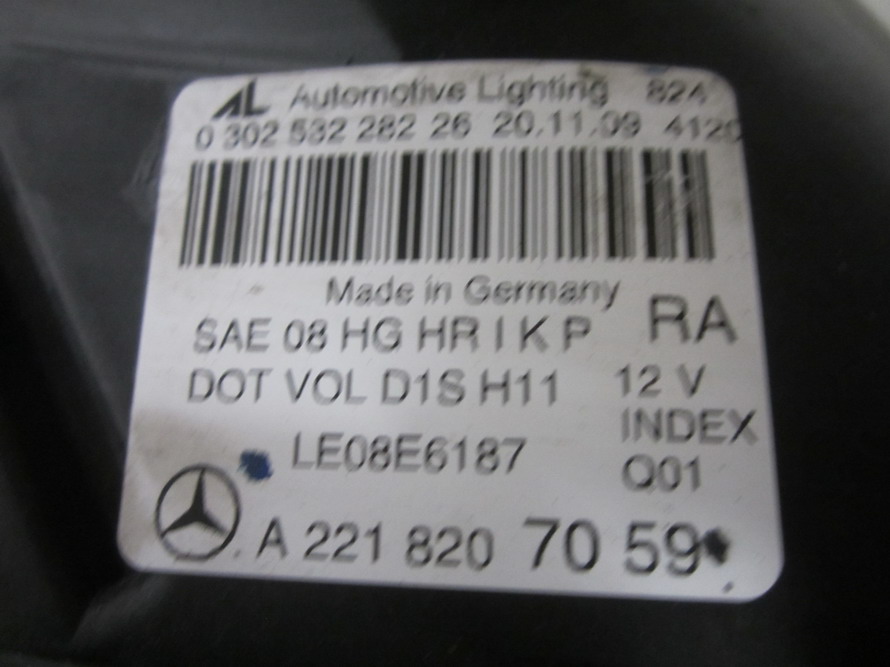 AL Automotive Lighting 824
0 302 532 282 26 20.11.09 4120
Made in Germany
SAE 08 HG HR I K P RA
DOT VOL D1S H11 12 V
INDEX
LE08E6187 Q01
A 221 820 70 59